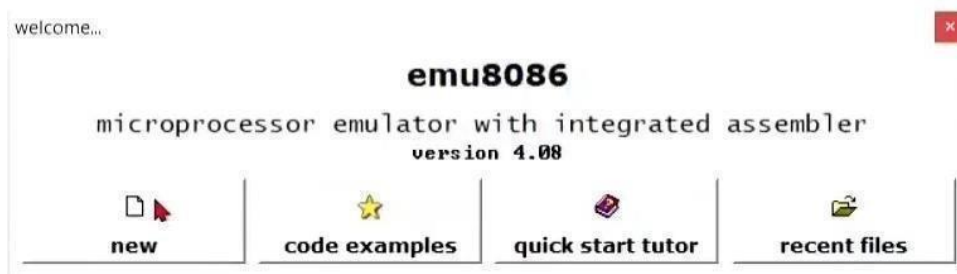 welcome...
emu8086
microprocessor emulator with integrated assembler
version 4.08
new code examples quick start tutor recent files